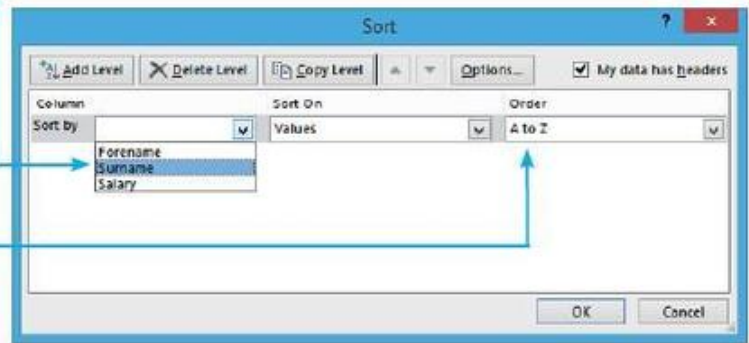 Sort ?
Add Level Delete Level Copy Level Options... My data has headers
Column Sort On Order
Sort by Values A to Z
Forename
Surname
Salary
OK Cancel